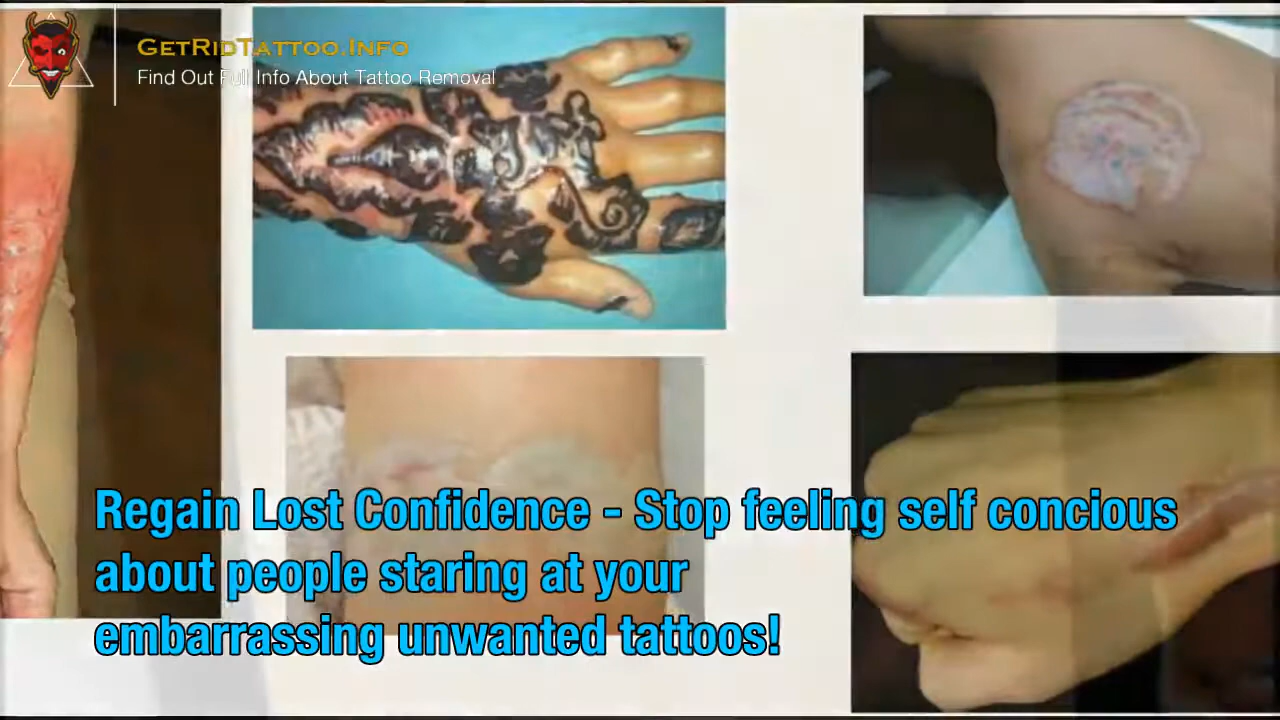 GetRidTattoo.Info
Find Out Full Info About Tattoo Removal
Regain Lost Confidence - Stop feeling self concious
about people staring at your
embarrassing unwanted tattoos!